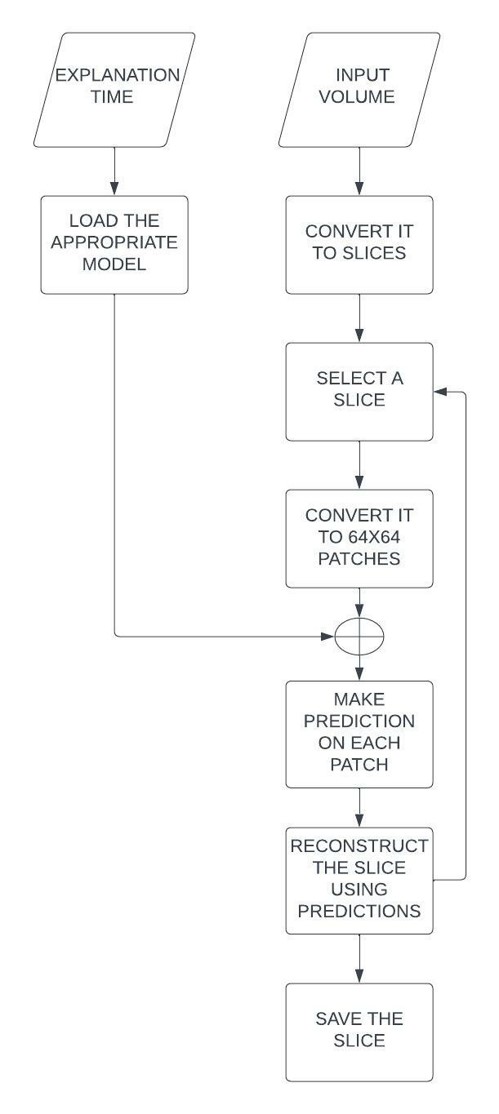 EXPLANATION
TIME
INPUT
VOLUME
LOAD THE
APPROPRIATE
MODEL
CONVERT IT
TO SLICES
SELECT A
SLICE
CONVERT IT
TO 64X64
PATCHES
MAKE
PREDICTION
ON EACH
PATCH
RECONSTRUCT
THE SLICE
USING
PREDICTIONS
SAVE THE
SLICE